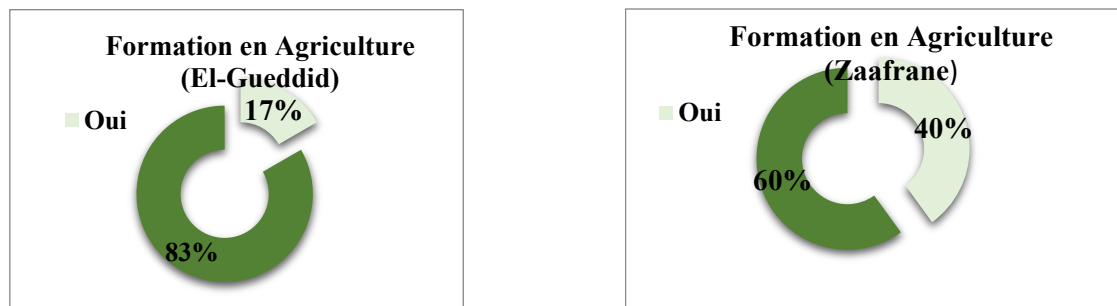 Formation en Agriculture
(El-Gueddid)
Oui
17%
83%
Formation en Agriculture
(Zaafrane)
Oui
40%
60%